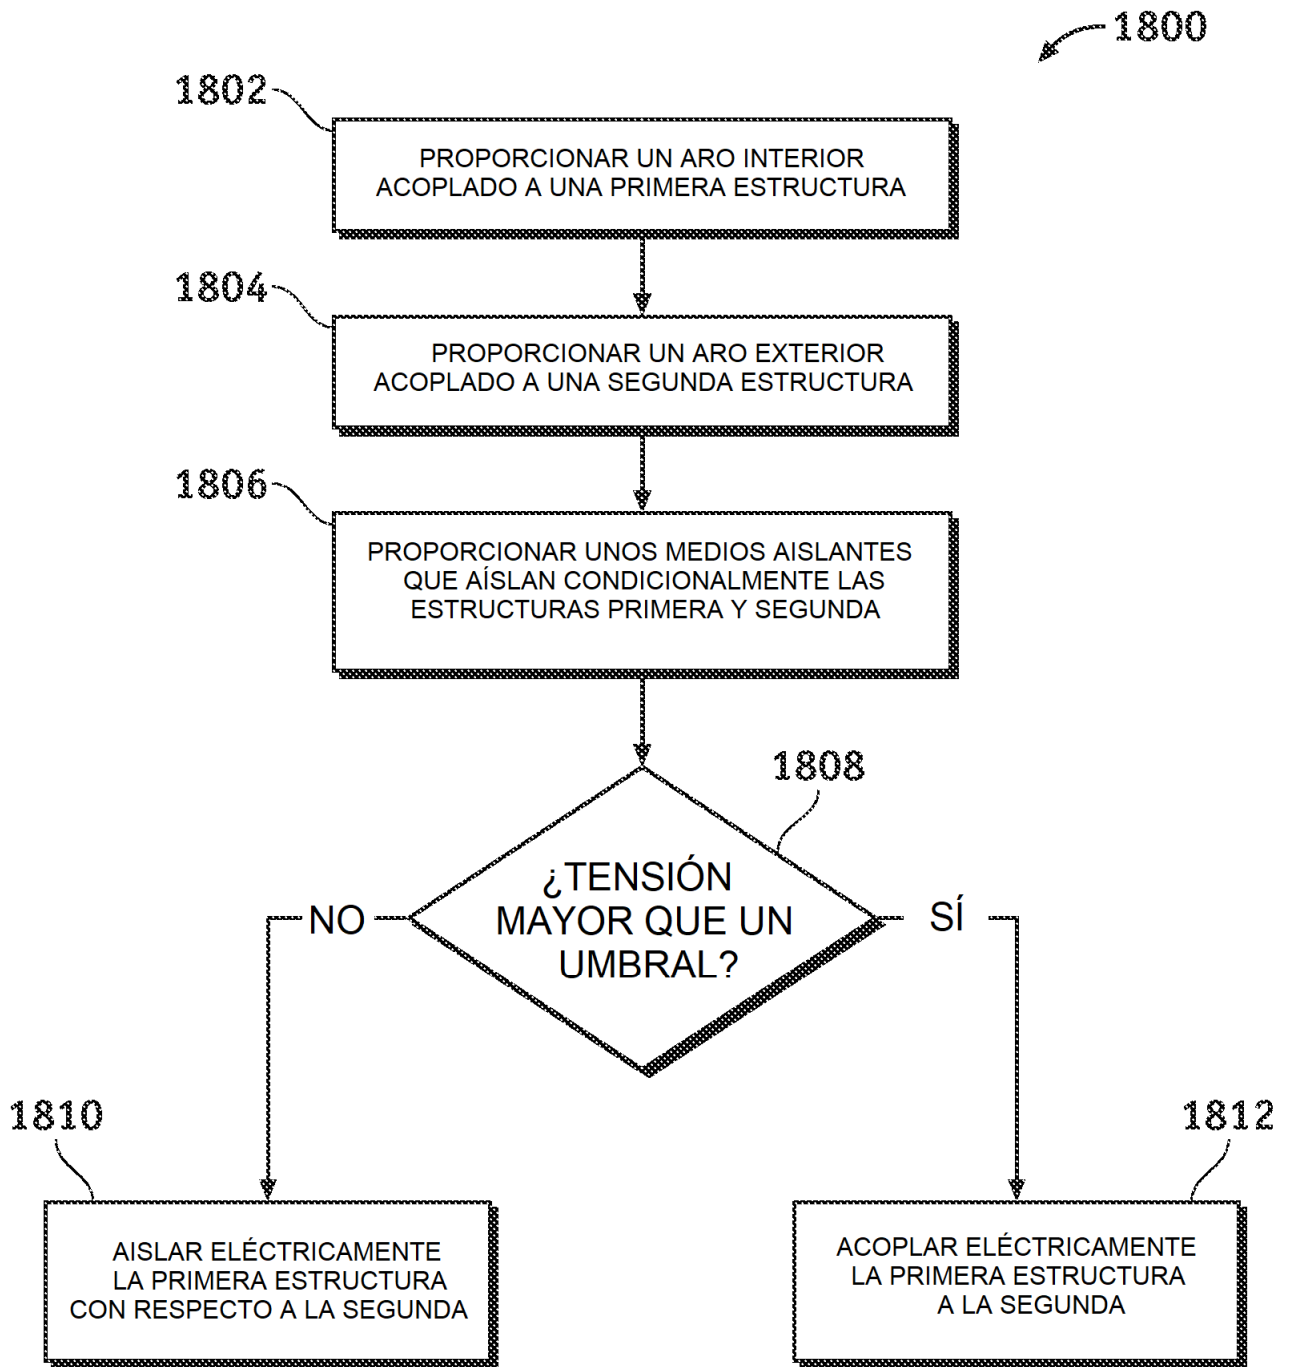 1800
1802
PROPORCIONAR UN ARO INTERIOR
ACOPLADO A UNA PRIMERA ESTRUCTURA
1804
PROPORCIONAR UN ARO EXTERIOR
ACOPLADO A UNA SEGUNDA ESTRUCTURA
1806
PROPORCIONAR UNOS MEDIOS AISLANTES
QUE AÍSLAN CONDICIONALMENTE LAS
ESTRUCTURAS PRIMERA Y SEGUNDA
1808
¿TENSIÓN
MAYOR QUE UN
UMBRAL?
NO
SÍ
1810
AISLAR ELÉCTRICAMENTE
LA PRIMERA ESTRUCTURA
CON RESPECTO A LA SEGUNDA
1812
ACOPLAR ELÉCTRICAMENTE
LA PRIMERA ESTRUCTURA
A LA SEGUNDA